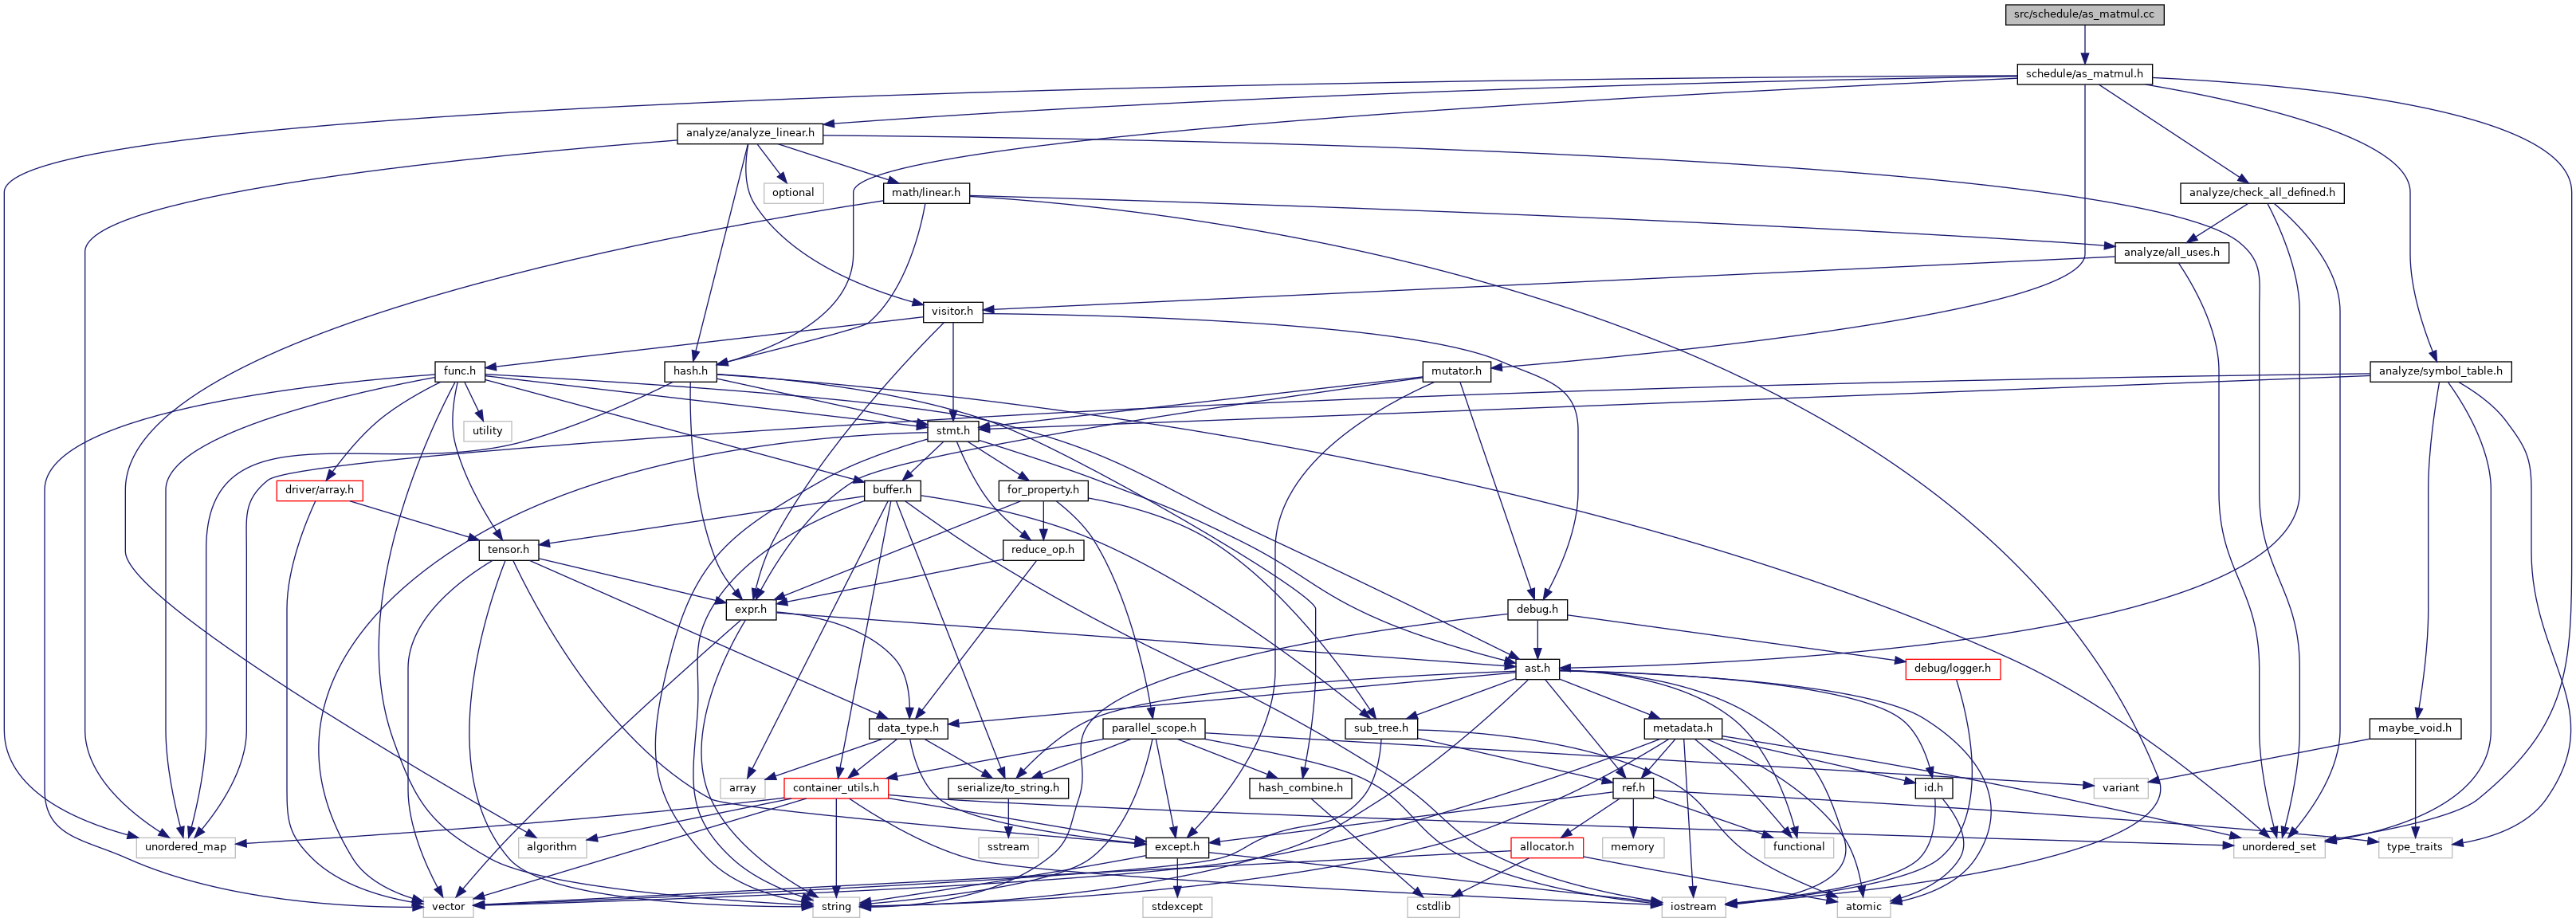 src/schedule/as_matmul.cc
schedule/as_matmul.h
analyze/analyze_linear.h
optional
math/linear.h
analyze/check_all_defined.h
analyze/all_uses.h
visitor.h
func.h
hash.h
mutator.h
analyze/symbol_table.h
utility
stmt.h
driver/array.h
buffer.h
for_property.h
tensor.h
reduce_op.h
expr.h
debug.h
ast.h
debug/logger.h
data_type.h
parallel_scope.h
sub_tree.h
metadata.h
maybe_void.h
array
container_utils.h
serialize/to_string.h
hash_combine.h
ref.h
id.h
variant
unordered_map
algorithm
sstream
except.h
allocator.h
memory
functional
unordered_set
type_traits
vector
string
stdexcept
cstdlib
iostream
atomic